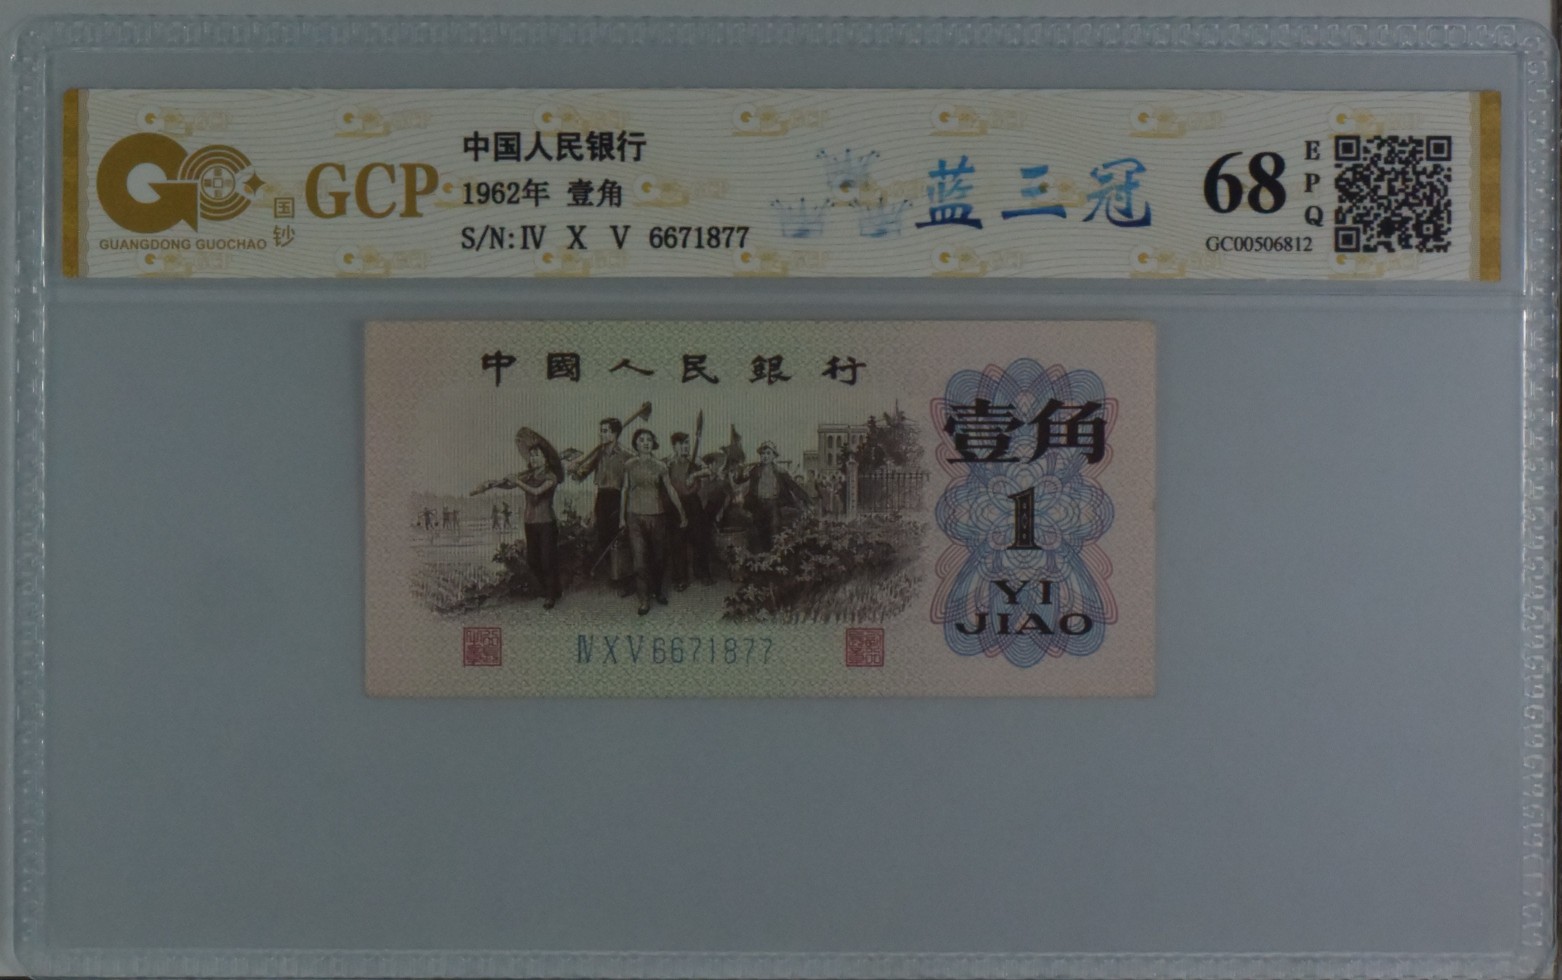 GCP
国钞
GUANGDONG GUOCHAO
中国人民银行
1962年 壹角
S/N:Ⅳ X V 6671877
蓝三冠
68
EPQ
GC00506812
中國人民銀行
壹角
1
YI
JIAO
ⅣXV6671877